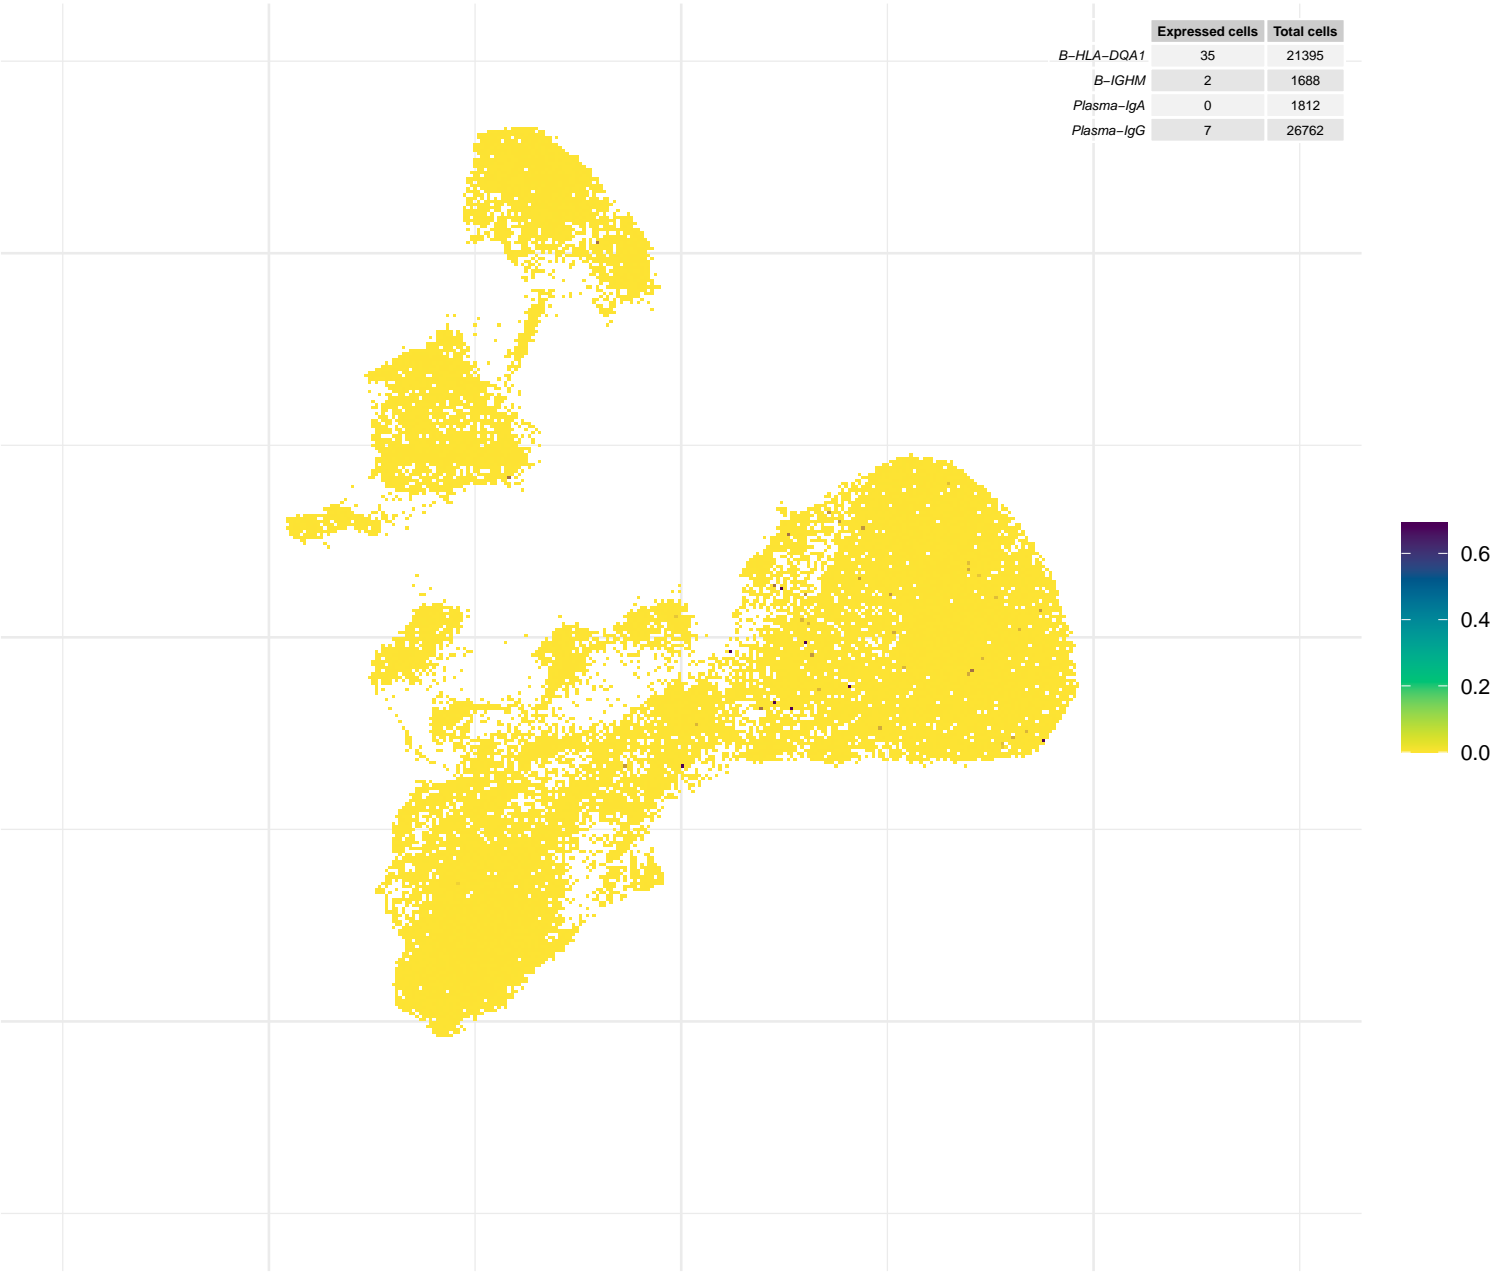 Expressed cells Total cells
B−HLA−DQA1 35 21395
B−IGHM 2 1688
Plasma−IgA 0 1812
Plasma−IgG 7 26762
0.6
0.4
0.2
0.0